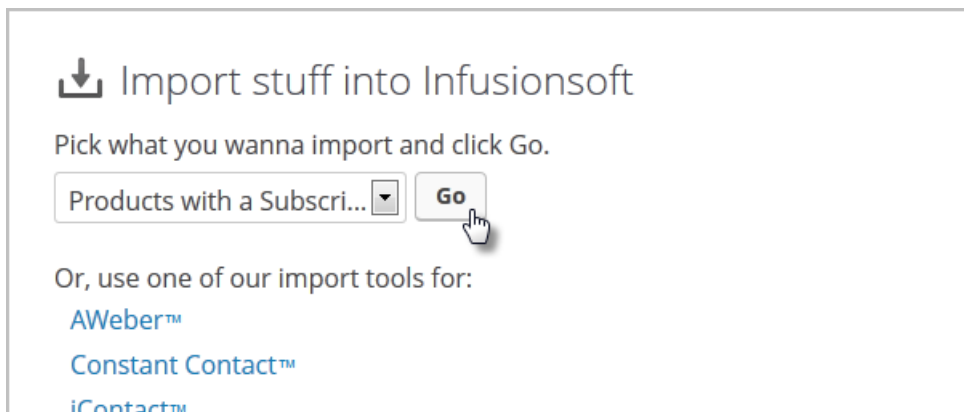 Import stuff into Infusionsoft
Pick what you wanna import and click Go.
Products with a Subscri... Go
Or, use one of our import tools for:
AWeber™
Constant Contact™
iContact™